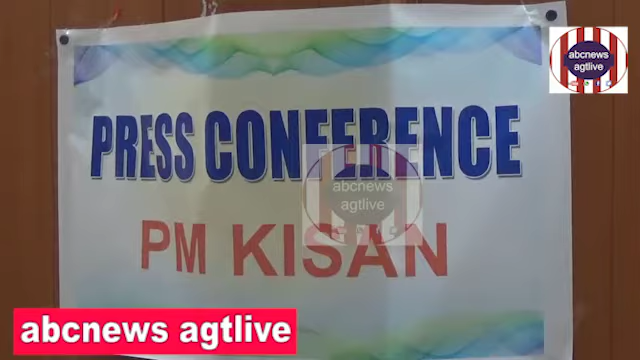 abcnews
agtlive
PRESS CONFERENCE
abcnews
agtlive
PM KISAN
abcnews agtlive